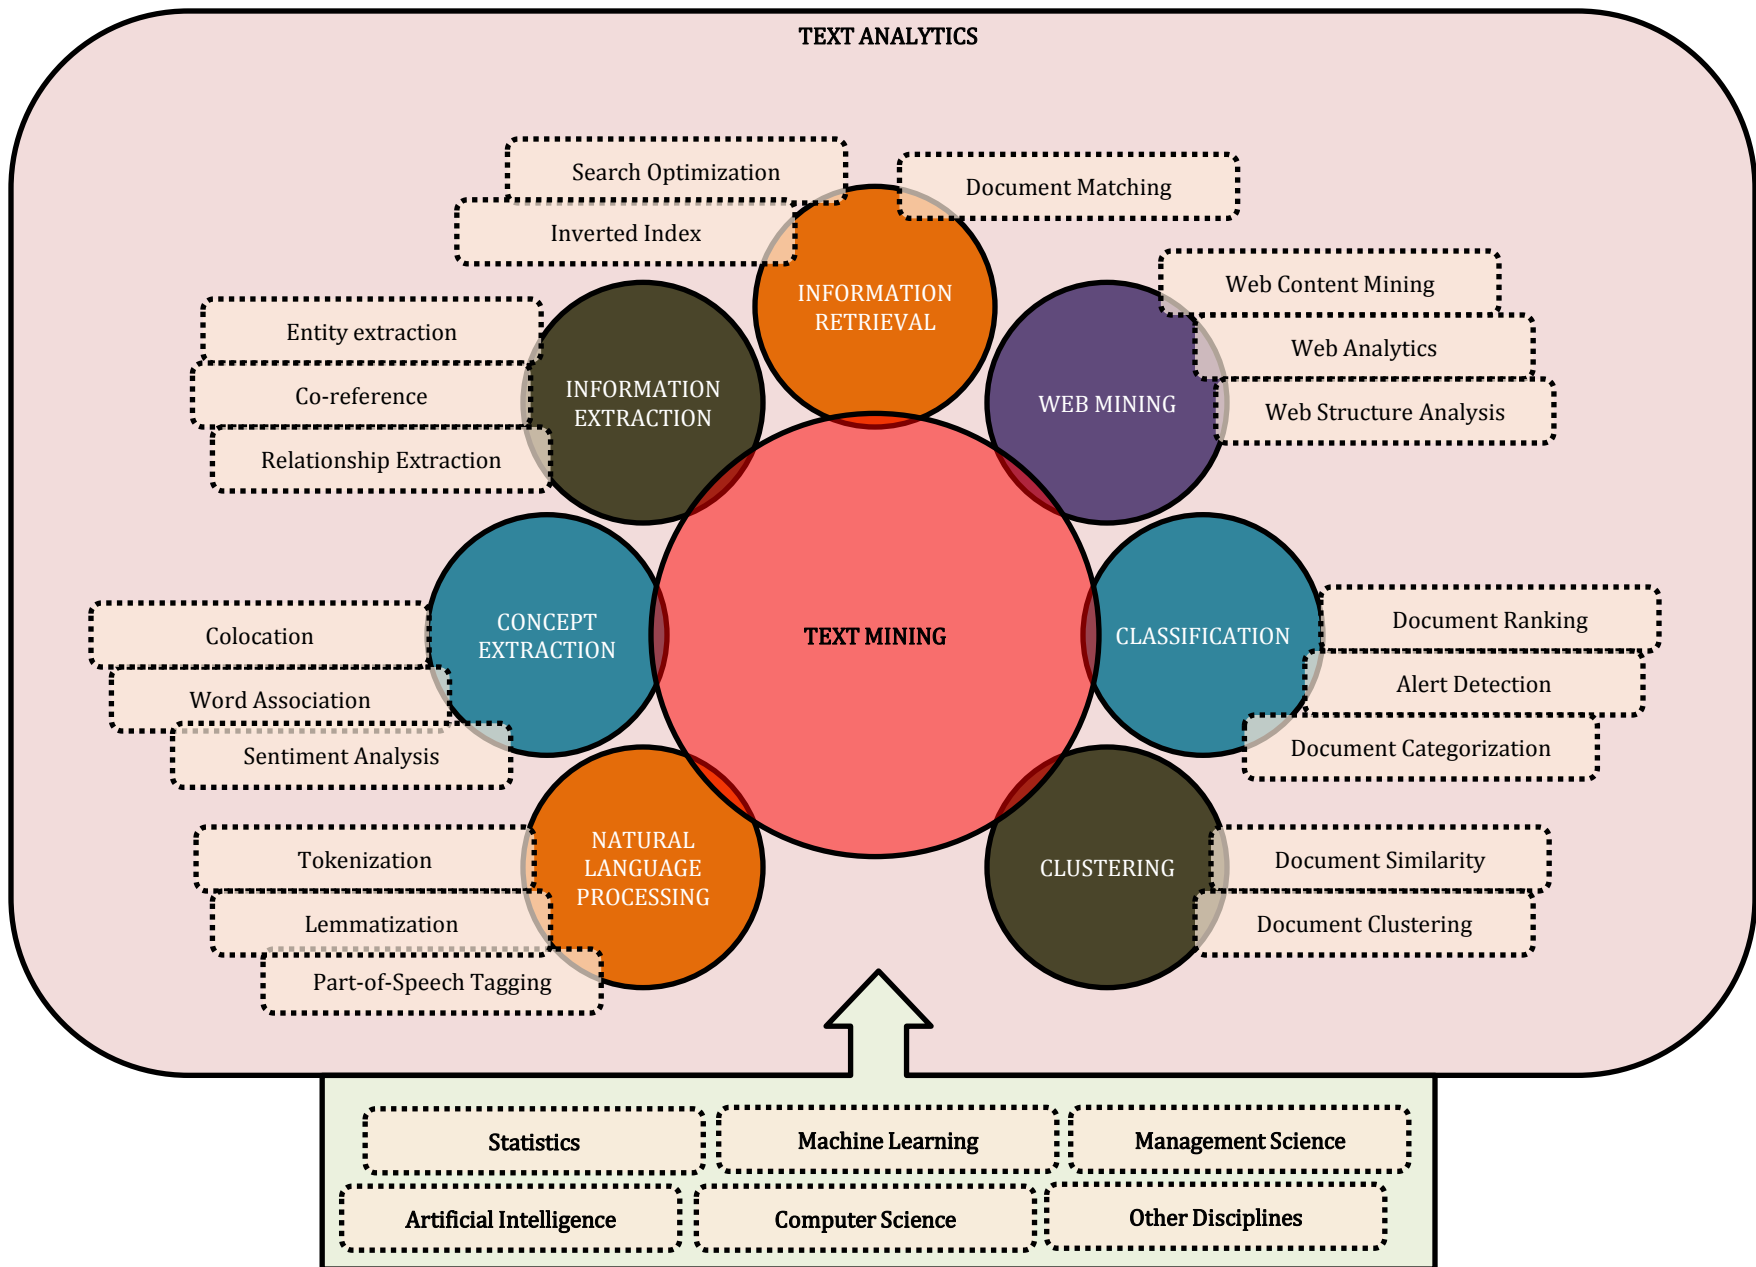 TEXT ANALYTICS
Search Optimization
Document Matching
Inverted Index
INFORMATION
RETRIEVAL
Web Content Mining
Web Analytics
Web Structure Analysis
WEB MINING
Entity extraction
Co-reference
Relationship Extraction
INFORMATION
EXTRACTION
Colocation
Word Association
Sentiment Analysis
CONCEPT
EXTRACTION
TEXT MINING
CLASSIFICATION
Document Ranking
Alert Detection
Document Categorization
Tokenization
Lemmatization
Part-of-Speech Tagging
NATURAL
LANGUAGE
PROCESSING
CLUSTERING
Document Similarity
Document Clustering
Statistics
Machine Learning
Management Science
Artificial Intelligence
Computer Science
Other Disciplines